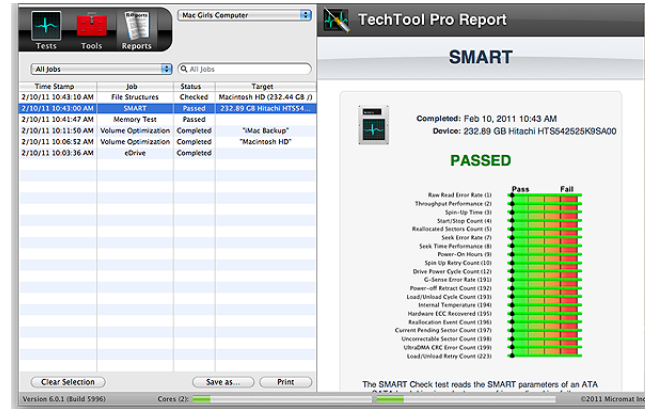 Mac Girls Computer
TechTool Pro Report
Tests Tools Reports
All Jobs
All Jobs
Time Stamp Job Status Target
2/10/11 10:43:10 AM File Structures Checked Macintosh HD (232.44 GB /)
2/10/11 10:43:00 AM SMART Passed 232.89 GB Hitachi HTS54...
2/10/11 10:41:47 AM Memory Test Passed
2/10/11 10:11:50 AM Volume Optimization Completed "iMac Backup"
2/10/11 10:06:52 AM Volume Optimization Completed "Macintosh HD"
2/10/11 10:03:36 AM eDrive Completed
Clear Selection Save as... Print
Version 6.0.1 (Build 5996) Cores (2):
SMART
Completed: Feb 10, 2011 10:43 AM
Device: 232.89 GB Hitachi HTS542525K9SA00
PASSED
Pass Fail
Raw Read Error Rate (1)
Throughput Performance (2)
Spin-Up Time (3)
Start/Stop Count (4)
Reallocated Sectors Count (5)
Seek Error Rate (7)
Seek Time Performance (8)
Power-On Hours (9)
Spin Up Retry Count (10)
Drive Power Cycle Count (12)
G-Sense Error Rate (191)
Power-off Retract Count (192)
Load/Unload Cycle Count (193)
Internal Temperature (194)
Hardware ECC Recovered (195)
Reallocation Event Count (196)
Current Pending Sector Count (197)
Uncorrectable Sector Count (198)
UltraDMA CRC Error Count (199)
Load/Unload Retry Count (223)
The SMART Check test reads the SMART parameters of an ATA
©2011 Micromat Inc